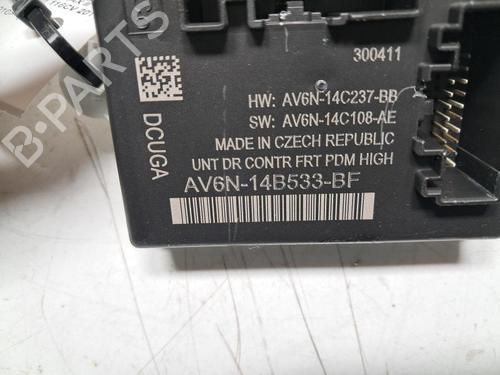 300411
HW: AV6N-14C237-BB
SW: AV6N-14C108-AE
MADE IN CZECH REPUBLIC
UNT DR CONTR FRT PDM HIGH
AV6N-14B533-BF
DCUGA
B-PARTS